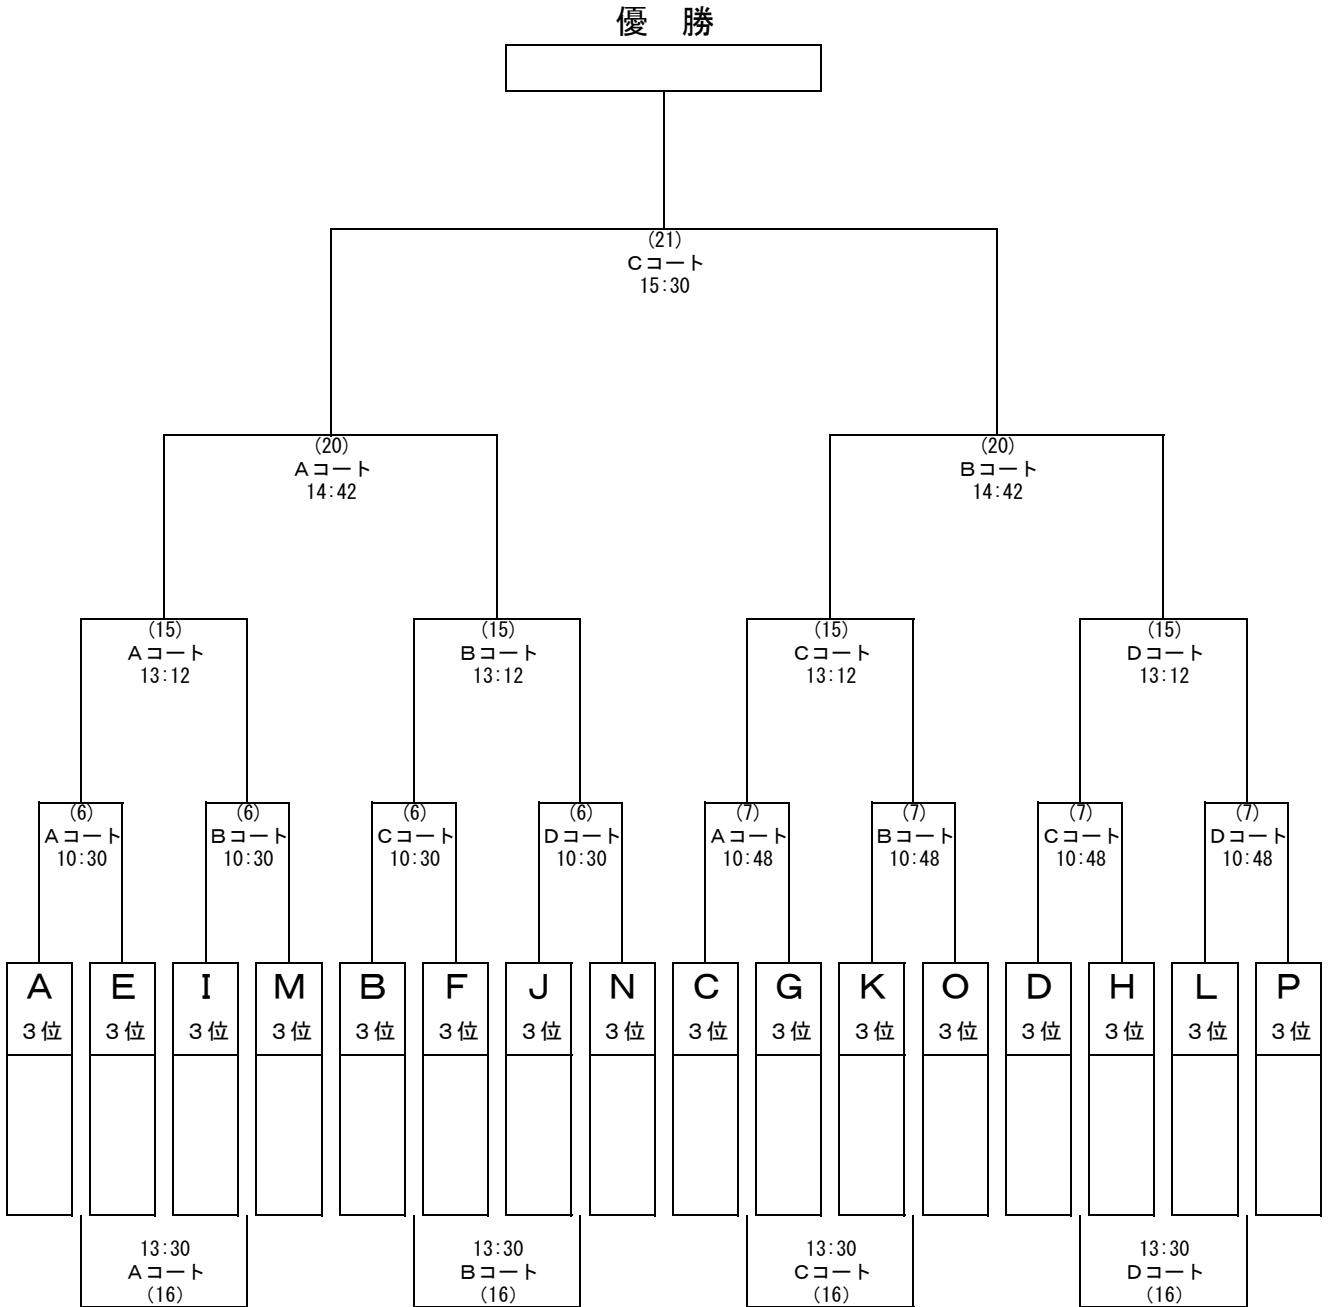 優　勝
(21)
Ｃコート
15:30
(20)
Ａコート
14:42
(20)
Ｂコート
14:42
(15)
Ａコート
13:12
(15)
Ｂコート
13:12
(15)
Ｃコート
13:12
(15)
Ｄコート
13:12
(6)
Ａコート
10:30
(6)
Ｂコート
10:30
(6)
Ｃコート
10:30
(6)
Ｄコート
10:30
(7)
Ａコート
10:48
(7)
Ｂコート
10:48
(7)
Ｃコート
10:48
(7)
Ｄコート
10:48
Ａ
３位
Ｅ
３位
Ｉ
３位
Ｍ
３位
Ｂ
３位
Ｆ
３位
Ｊ
３位
Ｎ
３位
Ｃ
３位
Ｇ
３位
Ｋ
３位
Ｏ
３位
Ｄ
３位
Ｈ
３位
Ｌ
３位
Ｐ
３位
13:30
Ａコート
(16)
13:30
Ｂコート
(16)
13:30
Ｃコート
(16)
13:30
Ｄコート
(16)